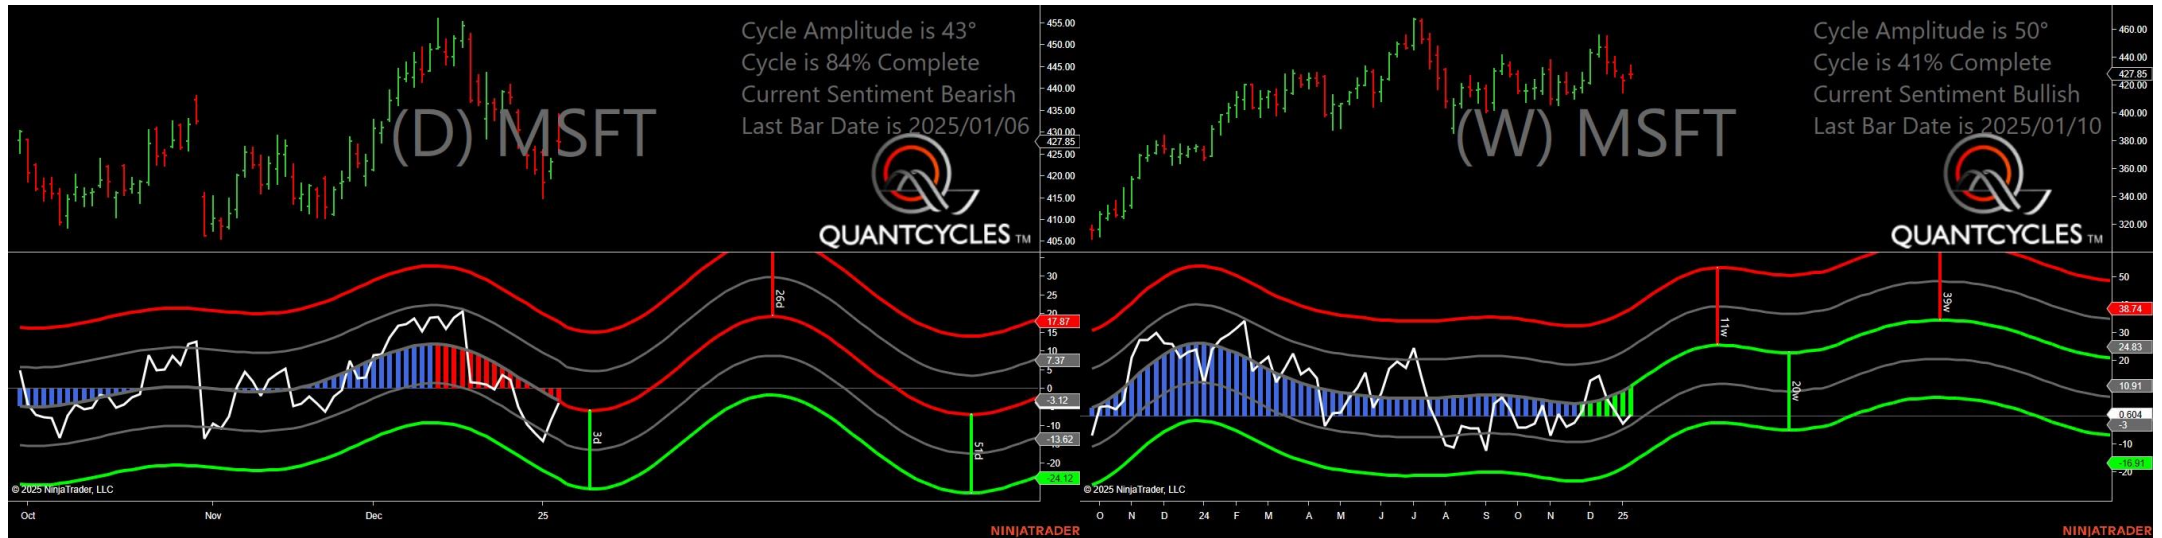 Cycle Amplitude is 43°
Cycle is 84% Complete
Current Sentiment Bearish
Last Bar Date is 2025/01/06
(D) MSFT
QUANTCYCLES TM
455.00
450.00
445.00
440.00
435.00
430.00
427.85
425.00
420.00
415.00
410.00
405.00
30
25
20
17.87
15
10
7.37
5
0
-3.12
-10
-13.62
-20
-24.12
26d
3d
51d
© 2025 NinjaTrader, LLC
Oct
Nov
Dec
25
NINJATRADER
Cycle Amplitude is 50°
Cycle is 41% Complete
Current Sentiment Bullish
Last Bar Date is 2025/01/10
(W) MSFT
QUANTCYCLES TM
460.00
440.00
427.85
420.00
400.00
380.00
360.00
340.00
320.00
50
38.74
30
24.83
20
10.91
0.604
-3
-10
-16.91
-20
11w
20w
39w
© 2025 NinjaTrader, LLC
O N D 24 F M A M J J A S O N D 25
NINJATRADER